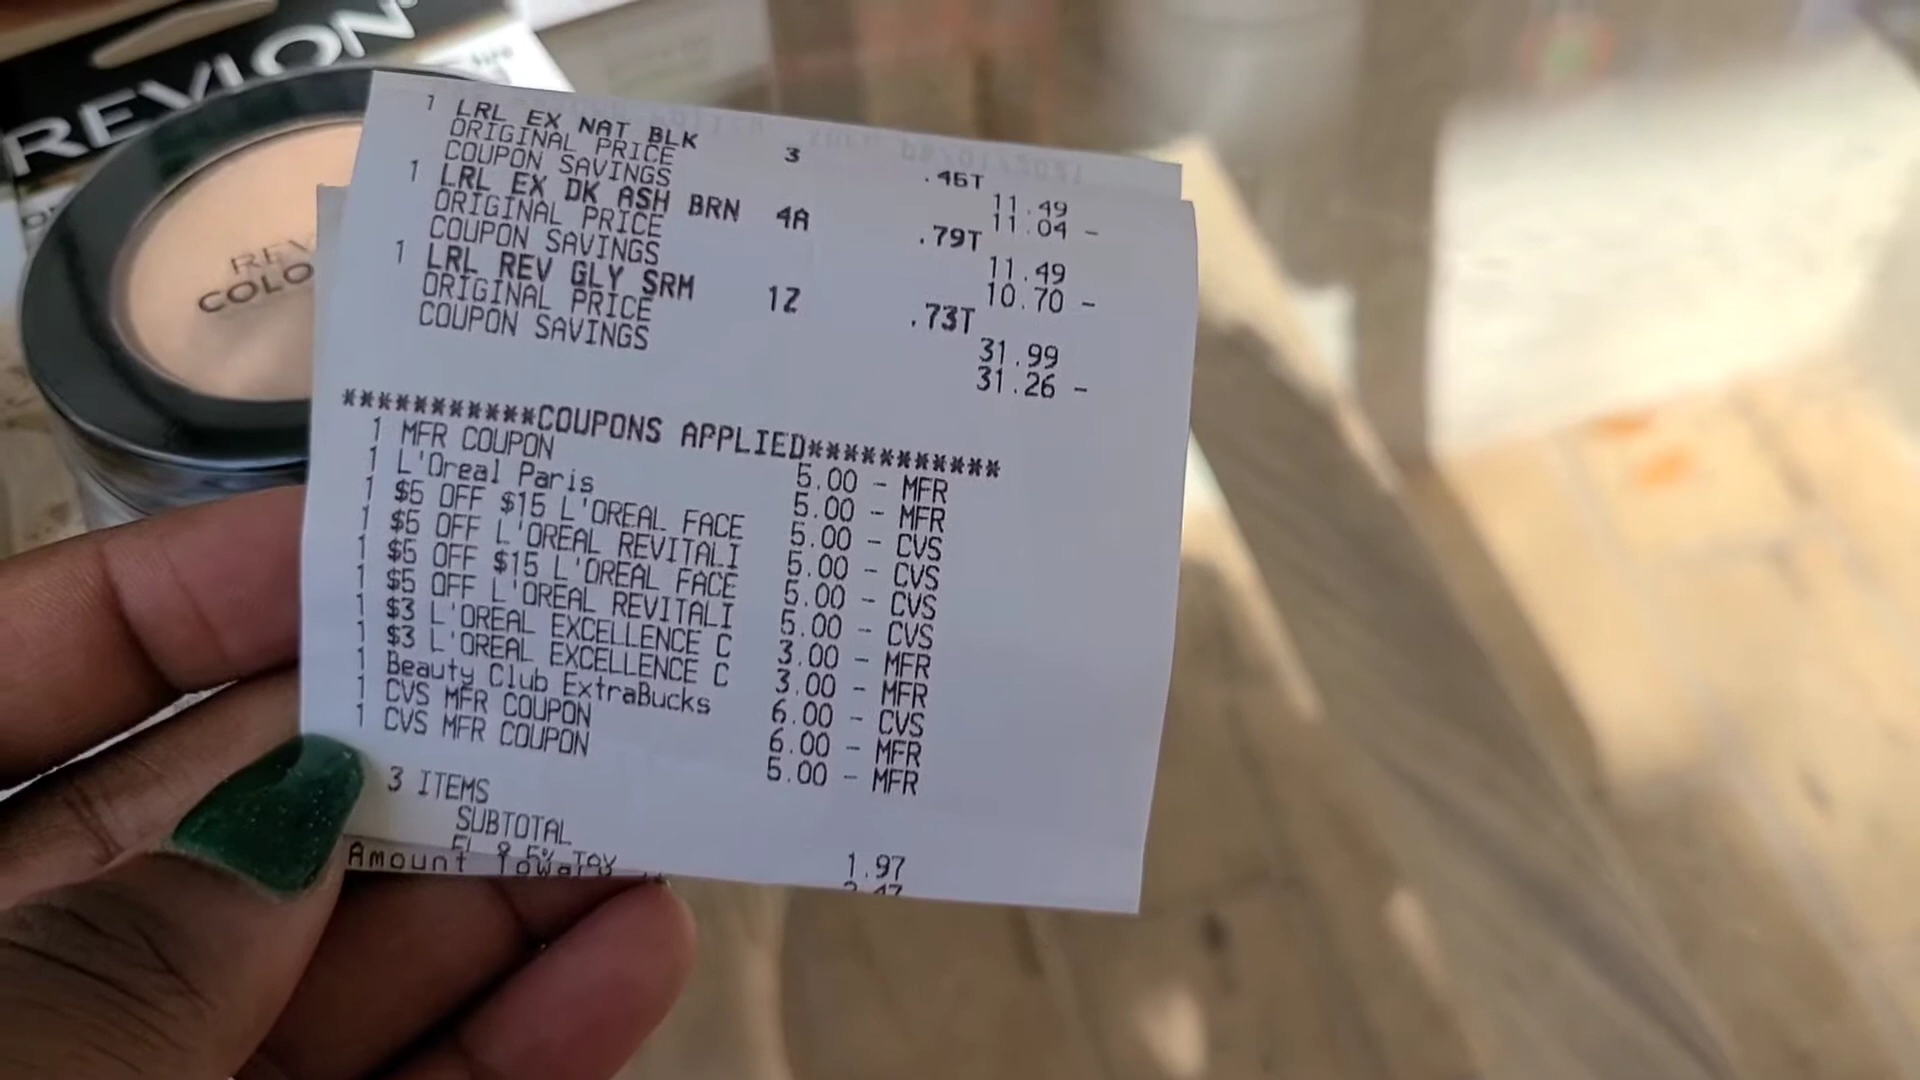 REVLON
REV
COLO
1 LRL EX NAT BLK 3 .45T
ORIGINAL PRICE 11.49
COUPON SAVINGS 11.04 -
1 LRL EX DK ASH BRN 4A .79T
ORIGINAL PRICE 11.49
COUPON SAVINGS 10.70 -
1 LRL REV GLY SRM 1Z .73T
ORIGINAL PRICE 31.99
COUPON SAVINGS 31.26 -
***********COUPONS APPLIED***********
1 MFR COUPON 5.00 - MFR
1 L'Oreal Paris 5.00 - MFR
1 $5 OFF $15 L'OREAL FACE 5.00 - CVS
1 $5 OFF L'OREAL REVITALI 5.00 - CVS
1 $5 OFF $15 L'OREAL FACE 5.00 - CVS
1 $5 OFF L'OREAL REVITALI 5.00 - CVS
1 $3 L'OREAL EXCELLENCE C 3.00 - MFR
1 $3 L'OREAL EXCELLENCE C 3.00 - MFR
1 Beauty Club ExtraBucks 6.00 - CVS
1 CVS MFR COUPON 6.00 - MFR
1 CVS MFR COUPON 5.00 - MFR
3 ITEMS
SUBTOTAL 1.97
Amount